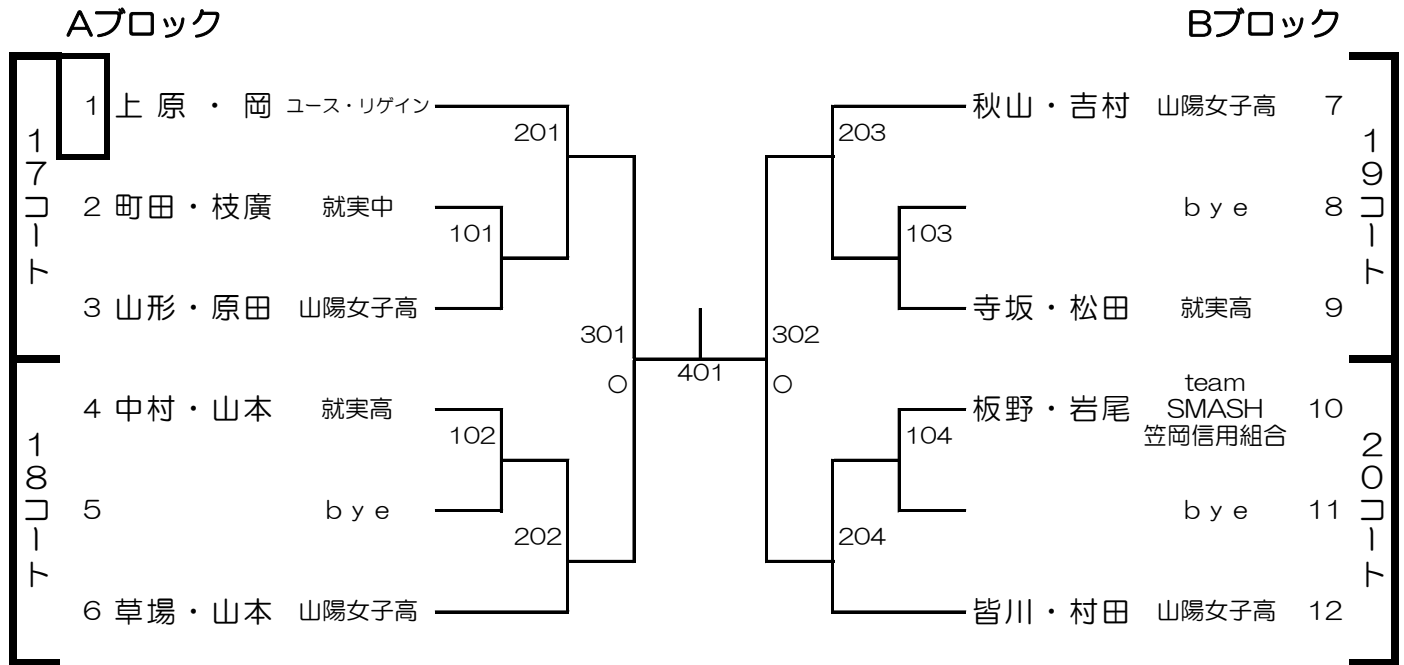 Aブロック
Bブロック
17コート
1 上原・岡 ユース・リゲイン
201
2 町田・枝廣 就実中
101
3 山形・原田 山陽女子高
301
○
18コート
4 中村・山本 就実高
102
5 bye
202
6 草場・山本 山陽女子高
401
203
秋山・吉村 山陽女子高 7
bye 8
103
寺坂・松田 就実高 9
19コート
302
○
板野・岩尾 team
SMASH
笠岡信用組合 10
104
bye 11
204
皆川・村田 山陽女子高 12
20コート